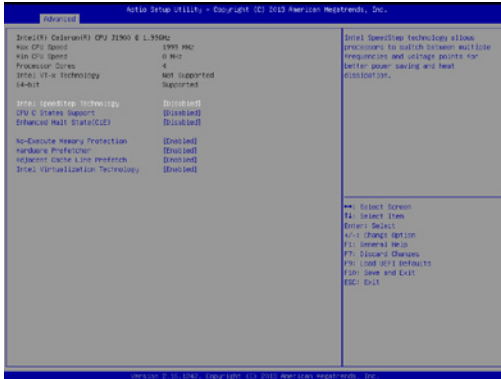 Aptio Setup Utility - Copyright (C) 2013 American Megatrends, Inc.
Advanced
Intel(R) Celeron(R) CPU J1900 @ 1.99GHz
Max CPU Speed 1999 MHz
Min CPU Speed 0 MHz
Processor Cores 4
Intel VT-x Technology Not Supported
64-bit Supported
Intel SpeedStep Technology [Disabled]
CPU C States Support [Disabled]
Enhanced Halt State(C1E) [Disabled]
No-Execute Memory Protection [Enabled]
Hardware Prefetcher [Enabled]
Adjacent Cache Line Prefetch [Enabled]
Intel Virtualization Technology [Enabled]
Intel SpeedStep technology allows
processors to switch between multiple
frequencies and voltage points for
better power saving and heat
dissipation.
↔: Select Screen
↑↓: Select Item
Enter: Select
+/-: Change Option
F1: General Help
F7: Discard Changes
F9: Load UEFI Defaults
F10: Save and Exit
ESC: Exit
Version 2.16.1242. Copyright (C) 2013 American Megatrends, Inc.